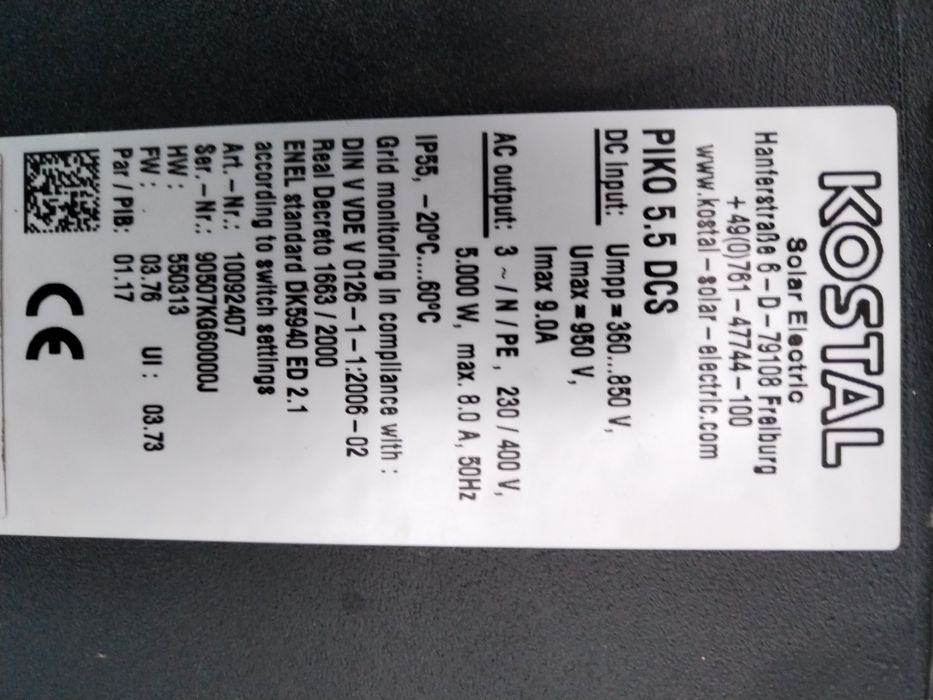 KOSTAL
Solar Electric
Hanferstraße 6 - D - 79108 Freiburg
+ 49(0)761 - 47744 - 100
www.kostal - solar - electric.com
PIKO 5.5 DCS
DC Input: Umpp = 360...850 V,
Umax = 950 V,
Imax 9.0A
AC output: 3 ~ / N / PE, 230 / 400 V,
5.000 W, max. 8.0 A, 50Hz
IP55, -20°C....60°C
Grid monitoring in compliance with :
DIN V VDE V 0126 - 1 - 1:2006 - 02
Real Decreto 1663 / 2000
ENEL standard DK5940 ED 2.1
according to switch settings
Art. - Nr.: 10092407
Ser. - Nr.: 90507KG60000J
HW : 550313
FW : 03.76 UI : 03.73
Par / PIB: 01.17
CE